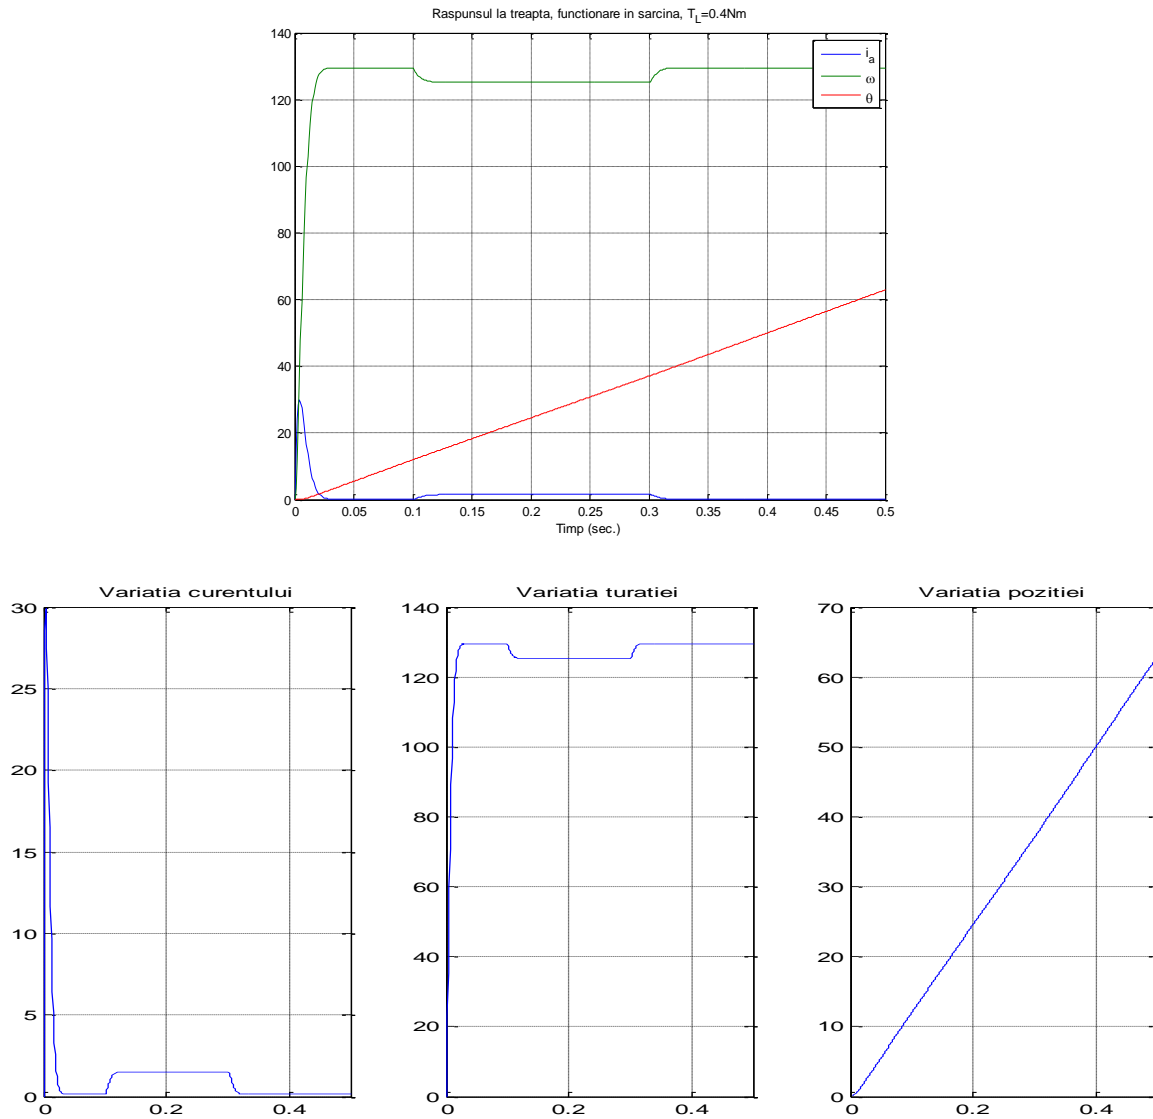 Raspunsul la treapta, functionare in sarcina, T_L=0.4Nm
140
120
100
80
60
40
20
0
i_a
ω
θ
0 0.05 0.1 0.15 0.2 0.25 0.3 0.35 0.4 0.45 0.5
Timp (sec.)
Variatia curentului
30
25
20
15
10
5
0
0 0.2 0.4
Variatia turatiei
140
120
100
80
60
40
20
0
0 0.2 0.4
Variatia pozitiei
70
60
50
40
30
20
10
0
0 0.2 0.4